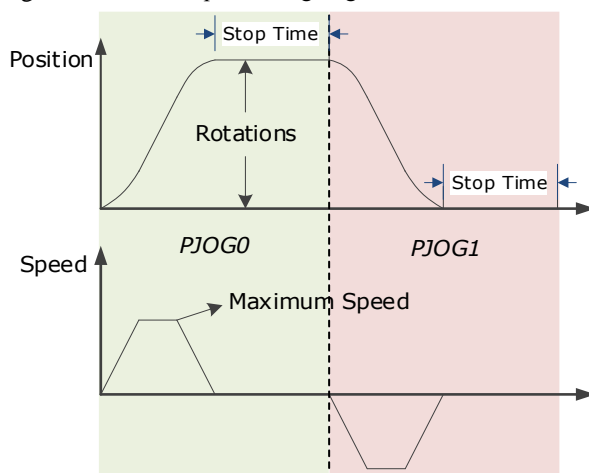 Stop Time
Position
Rotations
Stop Time
PJOG0
PJOG1
Speed
Maximum Speed